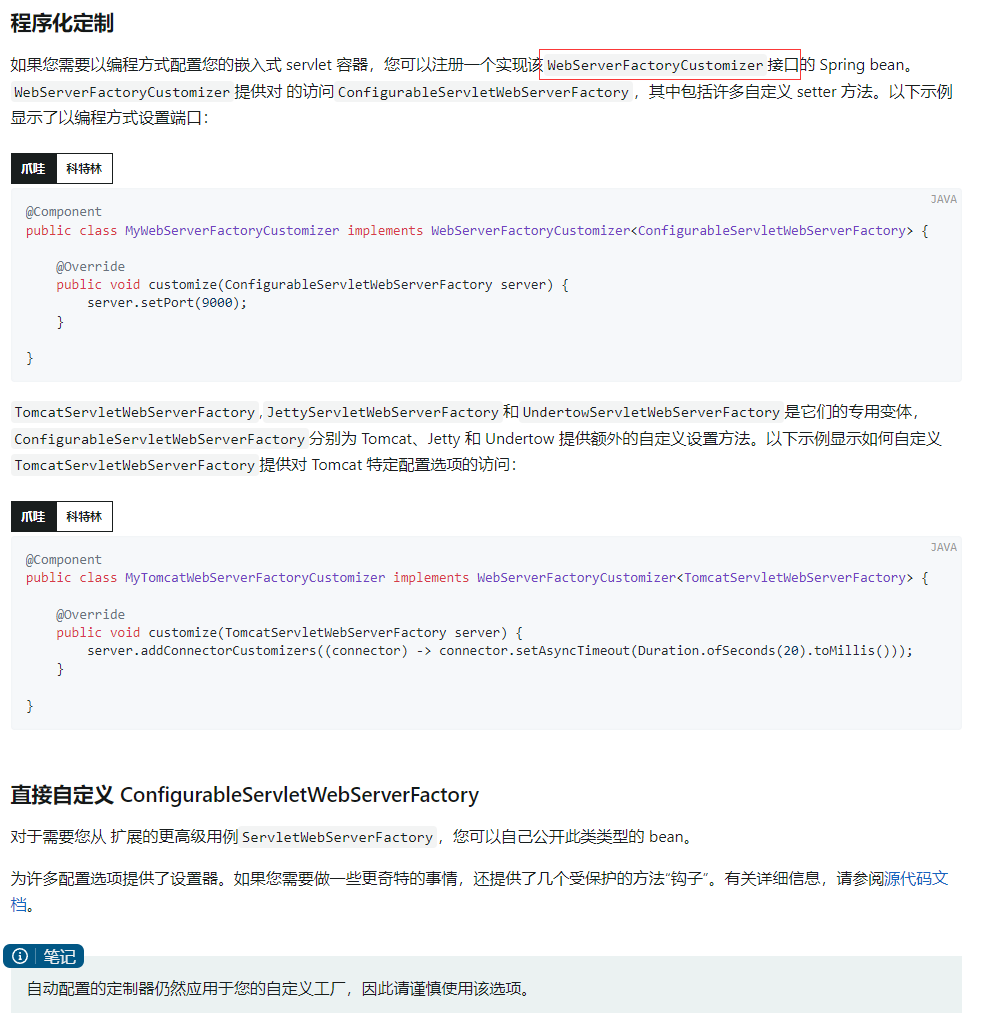 程序化定制
如果您需要以编程方式配置您的嵌入式 servlet 容器，您可以注册一个实现该 WebServerFactoryCustomizer 接口的 Spring bean。
WebServerFactoryCustomizer 提供对 的访问 ConfigurableServletWebServerFactory ，其中包括许多自定义 setter 方法。以下示例
显示了以编程方式设置端口：
爪哇 科特林
JAVA
@Component
public class MyWebServerFactoryCustomizer implements WebServerFactoryCustomizer<ConfigurableServletWebServerFactory> {
@Override
public void customize(ConfigurableServletWebServerFactory server) {
server.setPort(9000);
}
}
TomcatServletWebServerFactory , JettyServletWebServerFactory 和 UndertowServletWebServerFactory 是它们的专用变体，
ConfigurableServletWebServerFactory 分别为 Tomcat、Jetty 和 Undertow 提供额外的自定义设置方法。以下示例显示如何自定义
TomcatServletWebServerFactory 提供对 Tomcat 特定配置选项的访问：
爪哇 科特林
JAVA
@Component
public class MyTomcatWebServerFactoryCustomizer implements WebServerFactoryCustomizer<TomcatServletWebServerFactory> {
@Override
public void customize(TomcatServletWebServerFactory server) {
server.addConnectorCustomizers((connector) -> connector.setAsyncTimeout(Duration.ofSeconds(20).toMillis()));
}
}
直接自定义 ConfigurableServletWebServerFactory
对于需要您从 扩展的更高级用例 ServletWebServerFactory ，您可以自己公开此类类型的 bean。
为许多配置选项提供了设置器。如果您需要做一些更奇特的事情，还提供了几个受保护的方法“钩子”。有关详细信息，请参阅源代码文
档。
笔记
自动配置的定制器仍然应用于您的自定义工厂，因此请谨慎使用该选项。